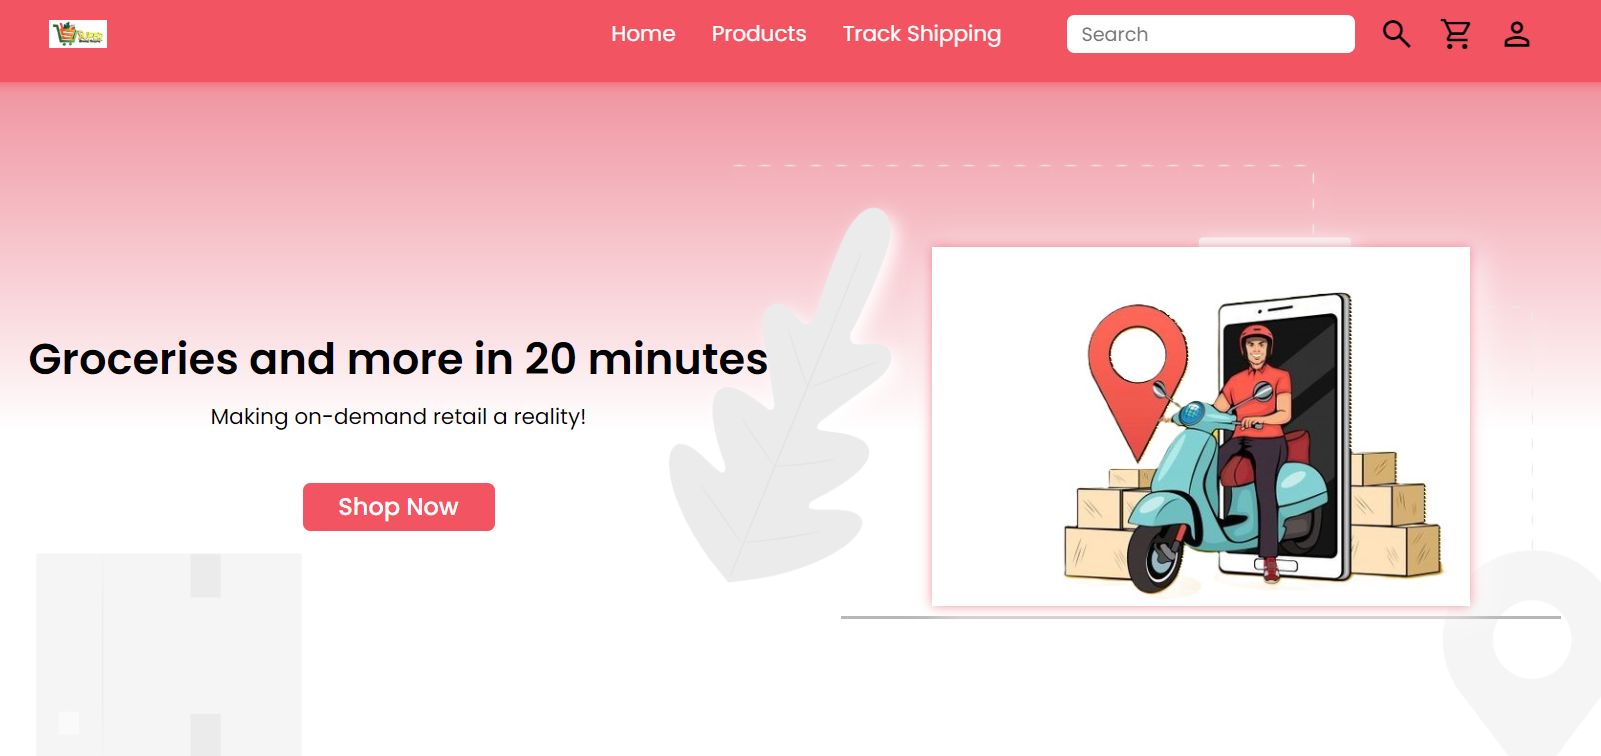 Home
Products
Track Shipping
Search
Groceries and more in 20 minutes
Making on-demand retail a reality!
Shop Now